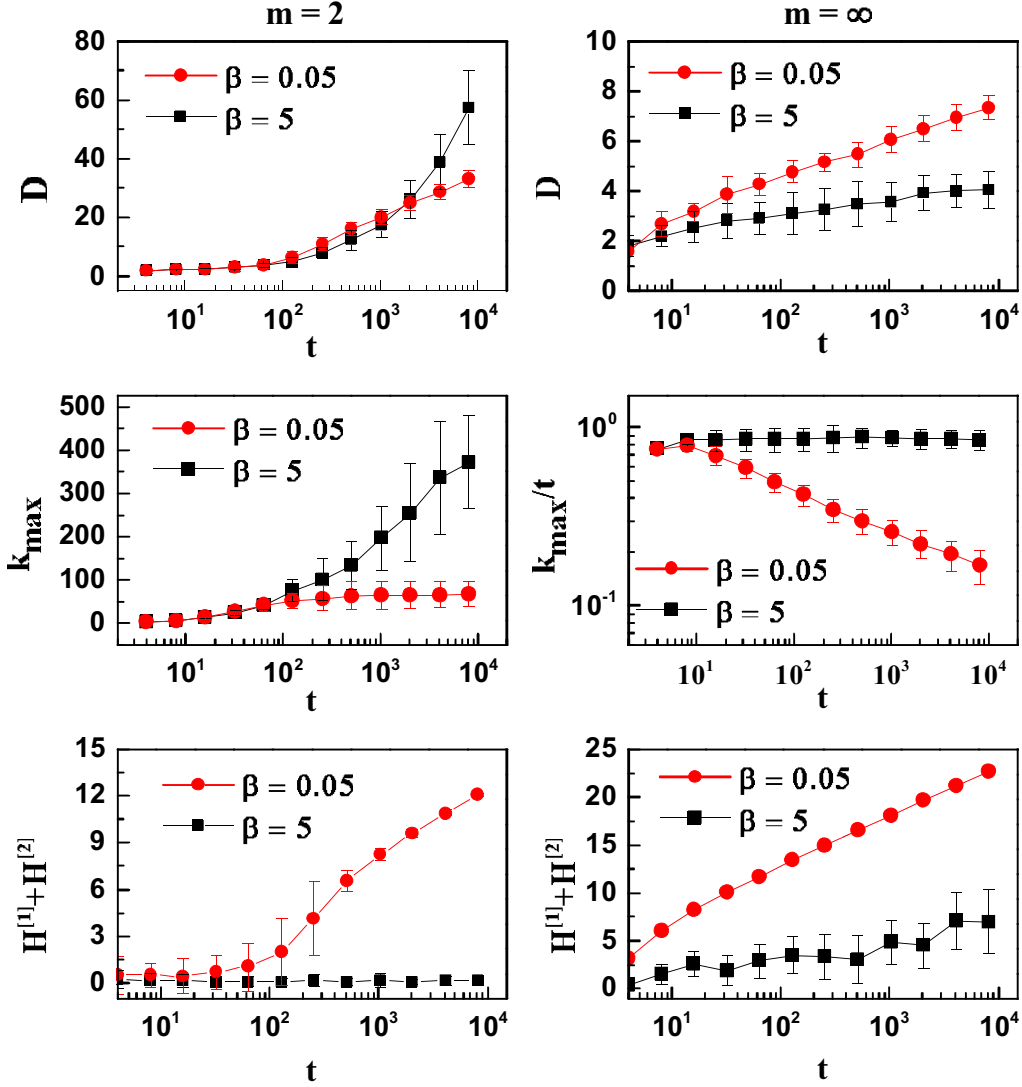 m = 2
m = ∞
80
60
40
20
0
D
β = 0.05
β = 5
10¹ 10² 10³ 10⁴
t
10
8
6
4
2
0
D
β = 0.05
β = 5
10¹ 10² 10³ 10⁴
t
500
400
300
200
100
0
k_max
β = 0.05
β = 5
10¹ 10² 10³ 10⁴
t
10⁰
10⁻¹
k_max/t
β = 0.05
β = 5
10¹ 10² 10³ 10⁴
t
15
12
9
6
3
0
H[1]+H[2]
β = 0.05
β = 5
10¹ 10² 10³ 10⁴
t
25
20
15
10
5
0
H[1]+H[2]
β = 0.05
β = 5
10¹ 10² 10³ 10⁴
t